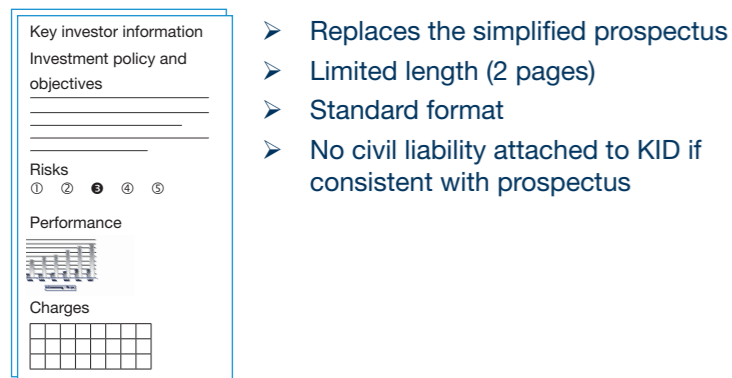 Key investor information
Investment policy and
objectives
Risks
① ② ❸ ④ ⑤
Performance
Charges
➢ Replaces the simplified prospectus
➢ Limited length (2 pages)
➢ Standard format
➢ No civil liability attached to KID if
consistent with prospectus